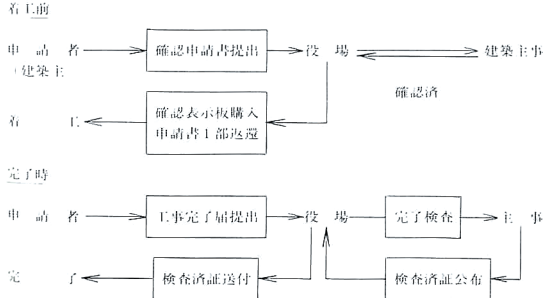 着工前
申請者
確認申請書提出
役場
建築主事
(建築主
確認済
着工
確認表示板購入
申請書1部返還
完了時
申請者
工事完了届提出
役場
完了検査
主事
完了
検査済証送付
検査済証公布